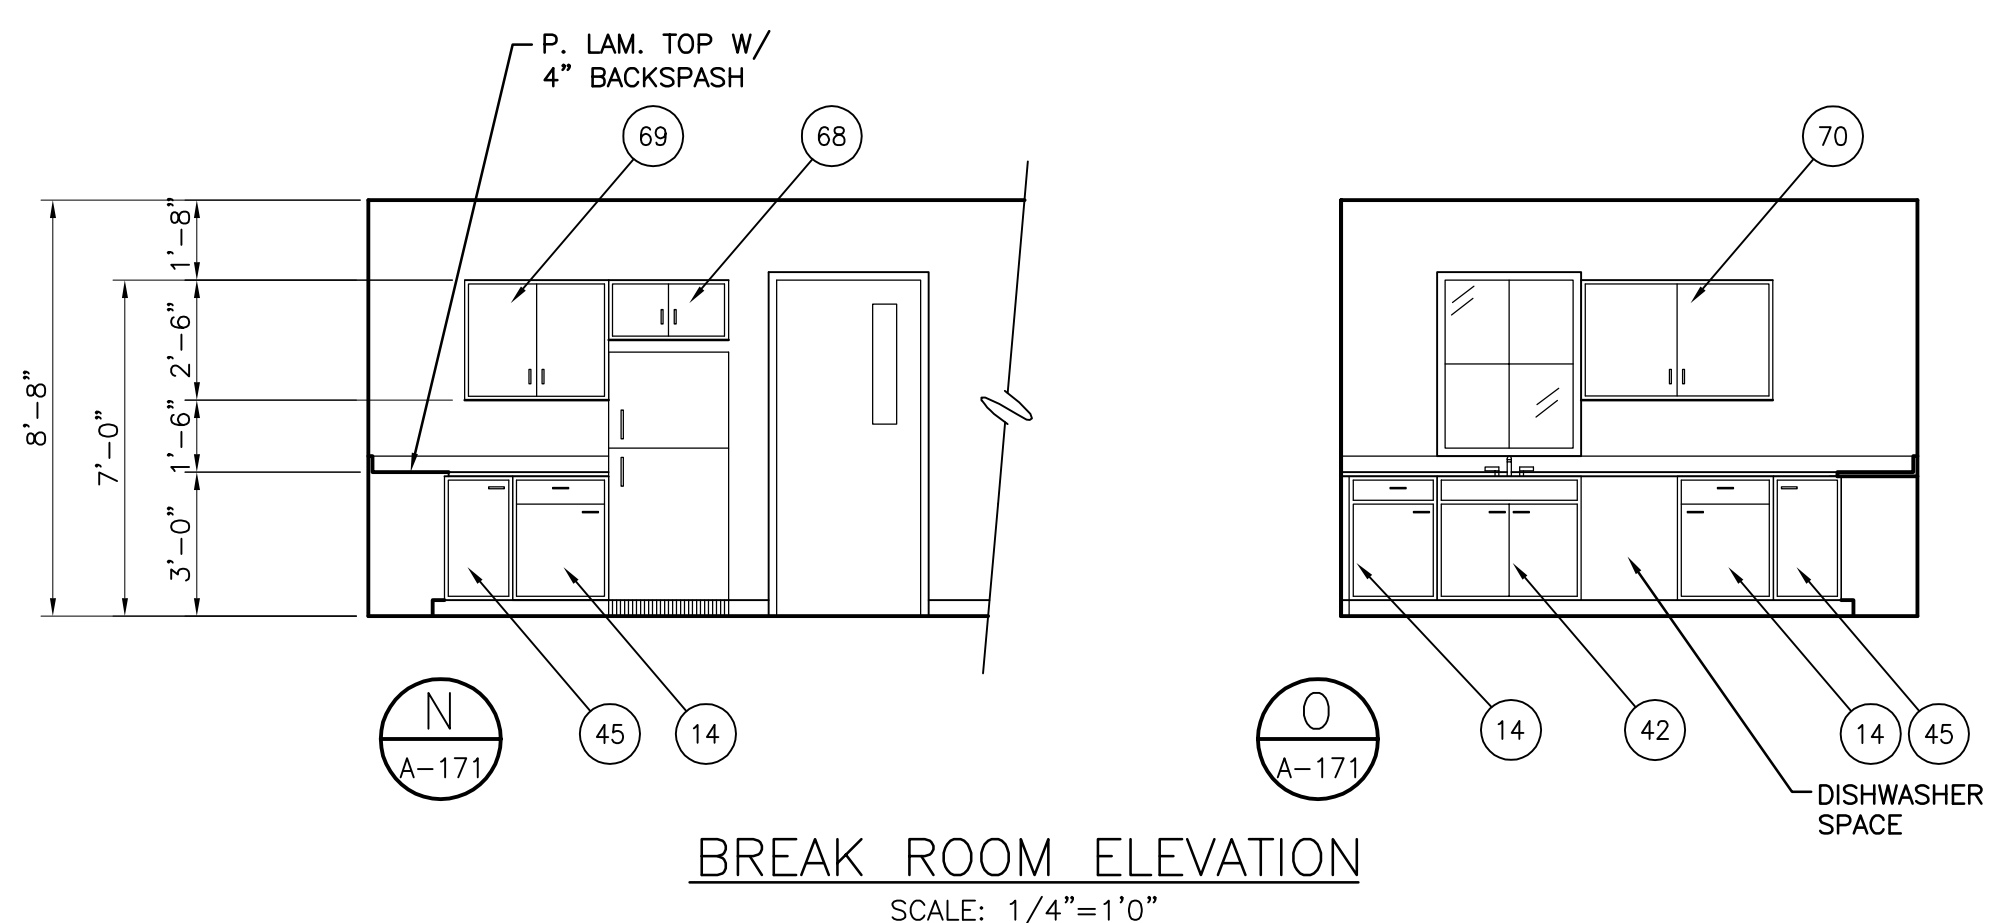 P. LAM. TOP W/
4” BACKSPASH
69
68
70
1’-8”
2’-6”
1’-6”
3’-0”
7’-0”
8’-8”
N
A-171
45
14
O
A-171
14
42
14
45
DISHWASHER
SPACE
BREAK ROOM ELEVATION
SCALE: 1/4”=1’0”